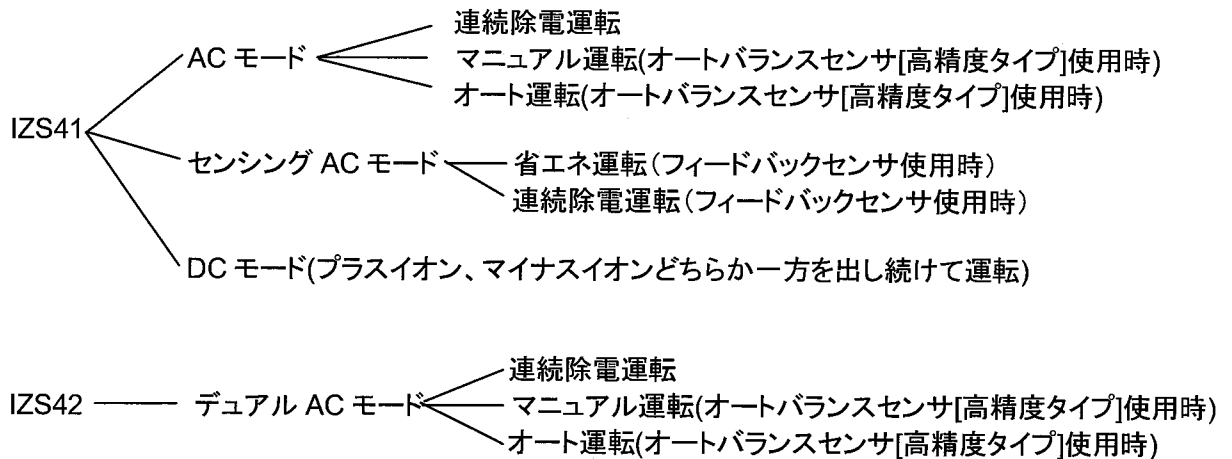 連続除電運転
AC モード
マニュアル運転(オートバランスセンサ[高精度タイプ]使用時)
オート運転(オートバランスセンサ[高精度タイプ]使用時)
IZS41
センシング AC モード
省エネ運転(フィードバックセンサ使用時)
連続除電運転(フィードバックセンサ使用時)
DC モード(プラスイオン、マイナスイオンどちらか一方を出し続けて運転)
連続除電運転
IZS42
デュアル AC モード
マニュアル運転(オートバランスセンサ[高精度タイプ]使用時)
オート運転(オートバランスセンサ[高精度タイプ]使用時)